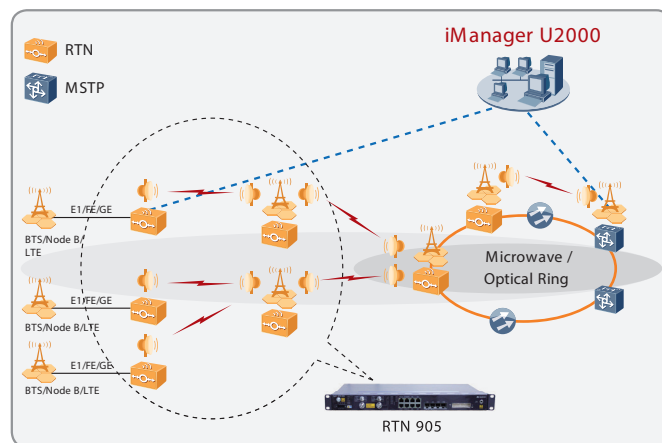 iManager U2000
RTN
MSTP
E1/FE/GE
BTS/Node B/
LTE
Microwave /
Optical Ring
E1/FE/GE
BTS/Node B/LTE
E1/FE/GE
BTS/Node B/LTE
RTN 905